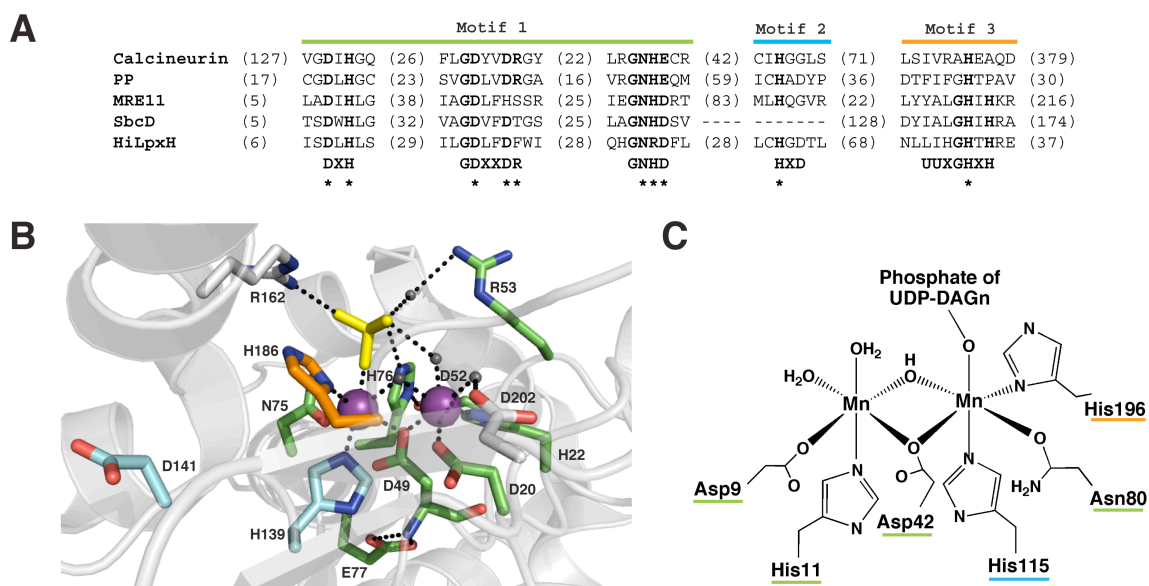 A
Motif 1 Motif 2 Motif 3
Calcineurin (127) VGDIHGQ (26) FLGDYVDRGY (22) LRGNHECR (42) CIHGGLS (71) LSIVRAHEAQD (379)
PP (17) CGDLHGC (23) SVGDLVDRGA (16) VRGNHEQM (59) ICHADYP (36) DTFIFGHTPAV (30)
MRE11 (5) LADIHLG (38) IAGDLFHSSR (25) IEGNHDRT (83) MLHQGVR (22) LYYALGHIHKR (216)
SbcD (5) TSDWHLG (32) VAGDVFDTGS (25) LAGNHDSV ---- ------- (128) DYIALGHIHRA (174)
HiLpxH (6) ISDLHLS (29) ILGDLFDFWI (28) QHGNRDFL (28) LCHGDTL (68) NLLIHGHTHRE (37)
DXH GDXXDR GNHD HXD UUXGHXH
* * * ** *** * *
B
R162
R53
H186
H76
D52
N75
D202
H22
D141
D49
D20
H139
E77
C
Phosphate of
UDP-DAGn
N
OH2
H
O
H2O
O
N
Mn
Mn
His196
O
O
O
N
N
O
O
H2N
Asp9
Asn80
N
N
Asp42
His11
His115